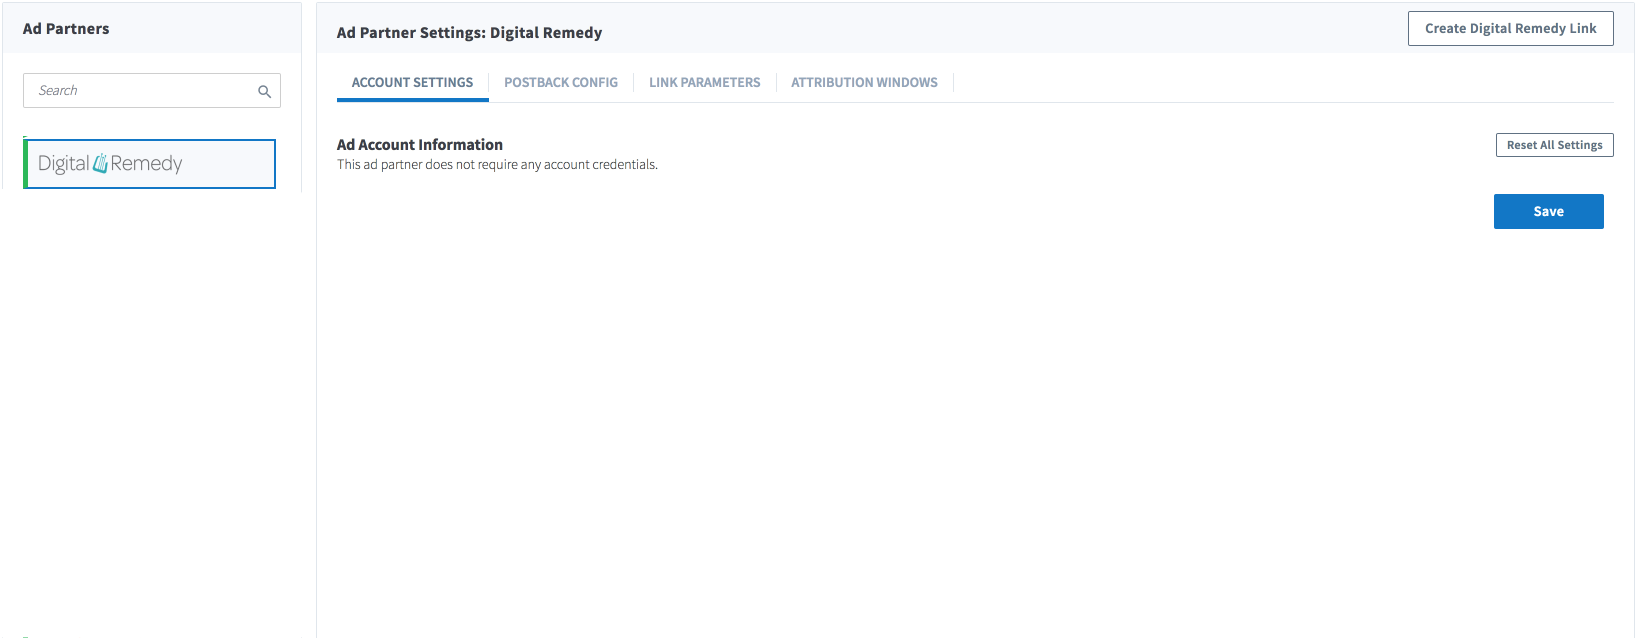 Ad Partners
Search
Digital Remedy
Ad Partner Settings: Digital Remedy
Create Digital Remedy Link
ACCOUNT SETTINGS
POSTBACK CONFIG
LINK PARAMETERS
ATTRIBUTION WINDOWS
Ad Account Information
This ad partner does not require any account credentials.
Reset All Settings
Save